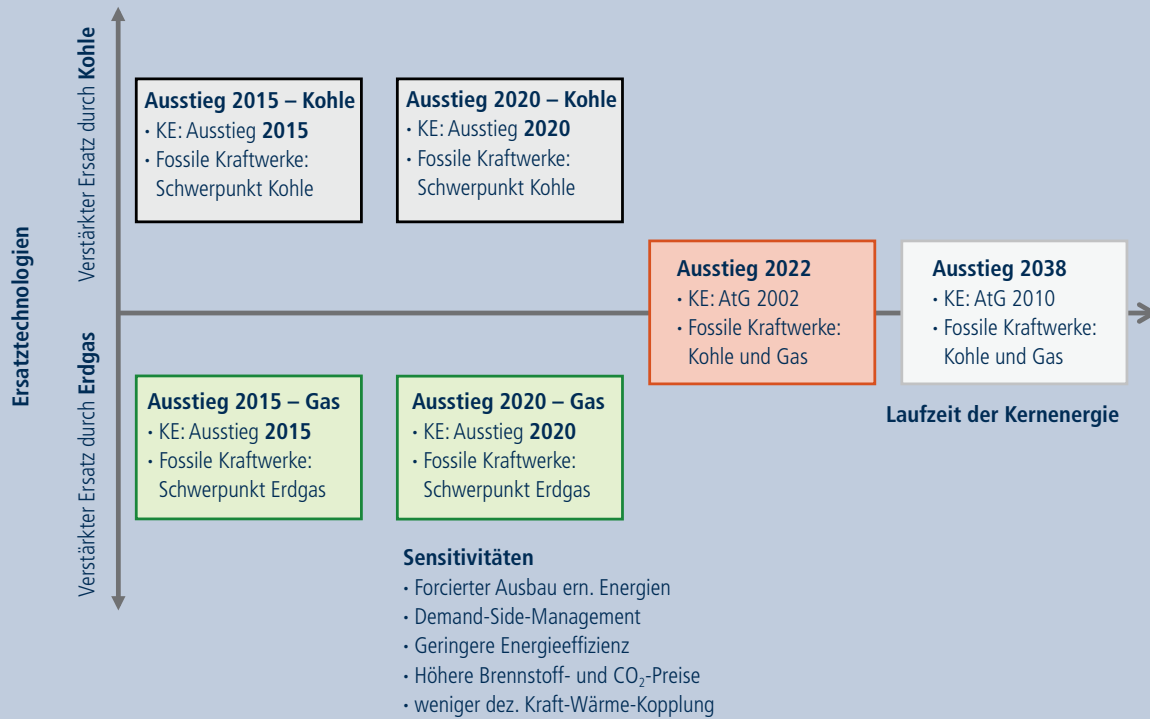 Ersatztechnologien
Verstärkter Ersatz durch Kohle
Verstärkter Ersatz durch Erdgas
Ausstieg 2015 – Kohle
· KE: Ausstieg 2015
· Fossile Kraftwerke:
Schwerpunkt Kohle
Ausstieg 2020 – Kohle
· KE: Ausstieg 2020
· Fossile Kraftwerke:
Schwerpunkt Kohle
Ausstieg 2022
· KE: AtG 2002
· Fossile Kraftwerke:
Kohle und Gas
Ausstieg 2038
· KE: AtG 2010
· Fossile Kraftwerke:
Kohle und Gas
Laufzeit der Kernenergie
Ausstieg 2015 – Gas
· KE: Ausstieg 2015
· Fossile Kraftwerke:
Schwerpunkt Erdgas
Ausstieg 2020 – Gas
· KE: Ausstieg 2020
· Fossile Kraftwerke:
Schwerpunkt Erdgas
Sensitivitäten
· Forcierter Ausbau ern. Energien
· Demand-Side-Management
· Geringere Energieeffizienz
· Höhere Brennstoff- und CO₂-Preise
· weniger dez. Kraft-Wärme-Kopplung